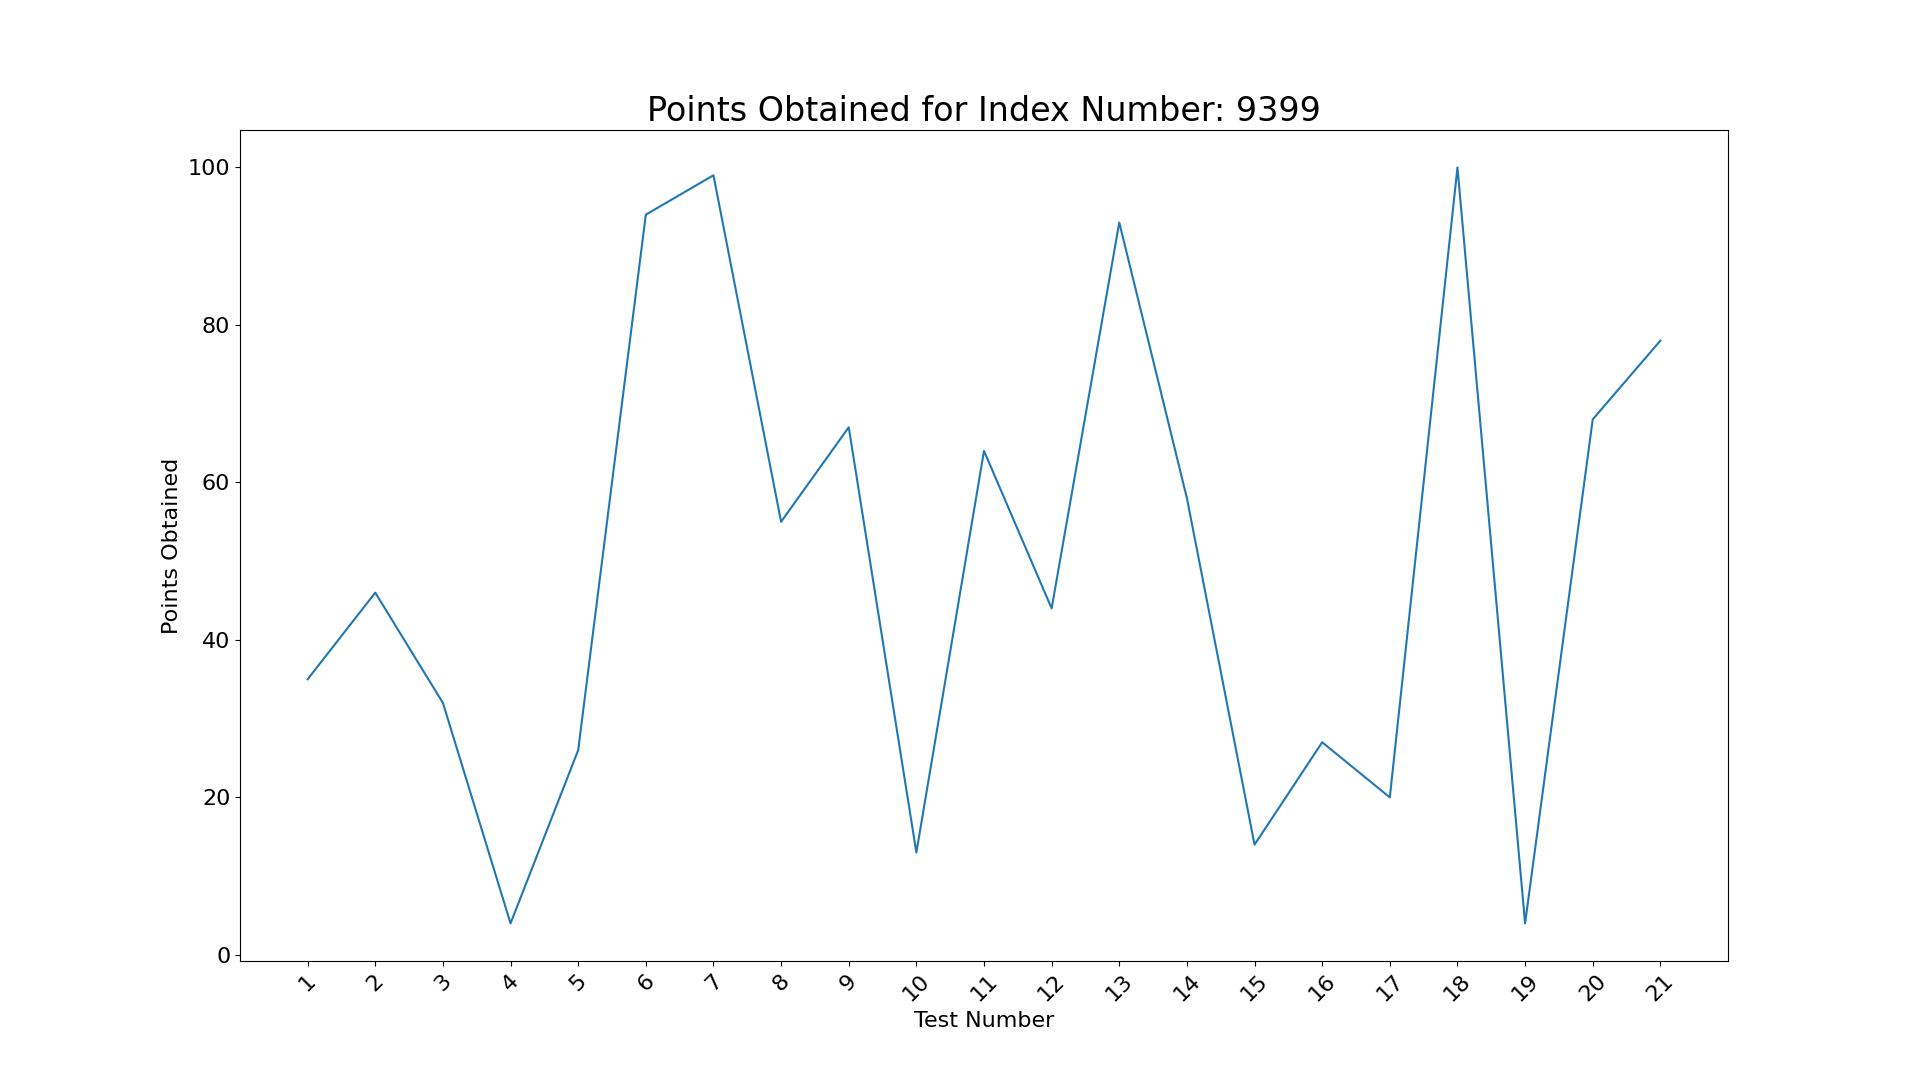 Points Obtained for Index Number: 9399
Points Obtained
100
80
60
40
20
0
1 2 3 4 5 6 7 8 9 10 11 12 13 14 15 16 17 18 19 20 21
Test Number